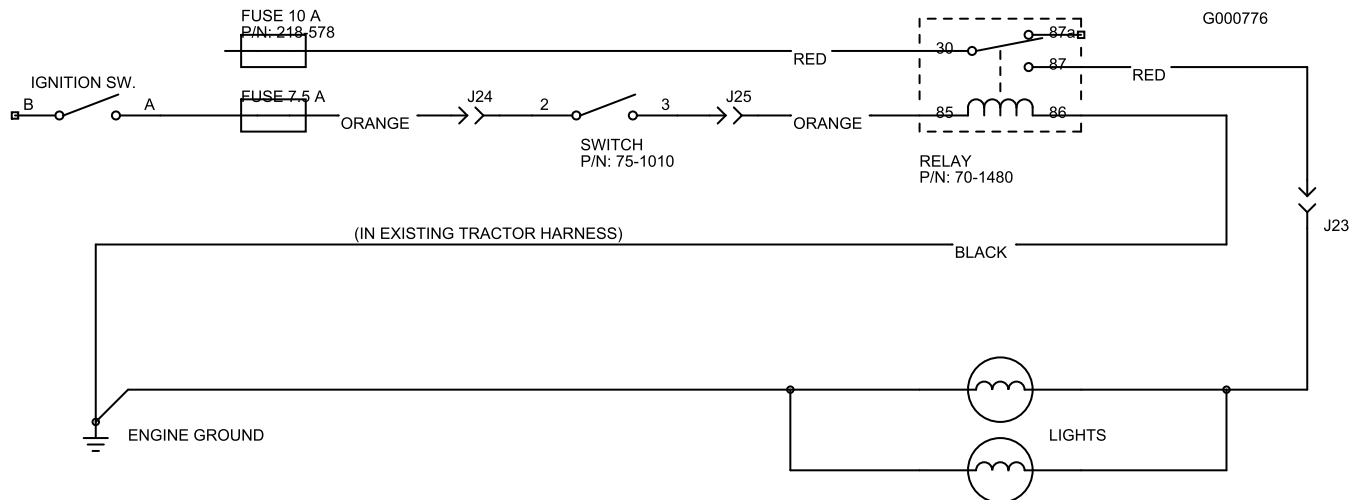 FUSE 10 A
P/N: 218-578
G000776
87a
30
RED
87
RED
IGNITION SW.
B
A
FUSE 7.5 A
ORANGE
J24
2
3
J25
ORANGE
85
86
SWITCH
P/N: 75-1010
RELAY
P/N: 70-1480
J23
(IN EXISTING TRACTOR HARNESS)
BLACK
ENGINE GROUND
LIGHTS